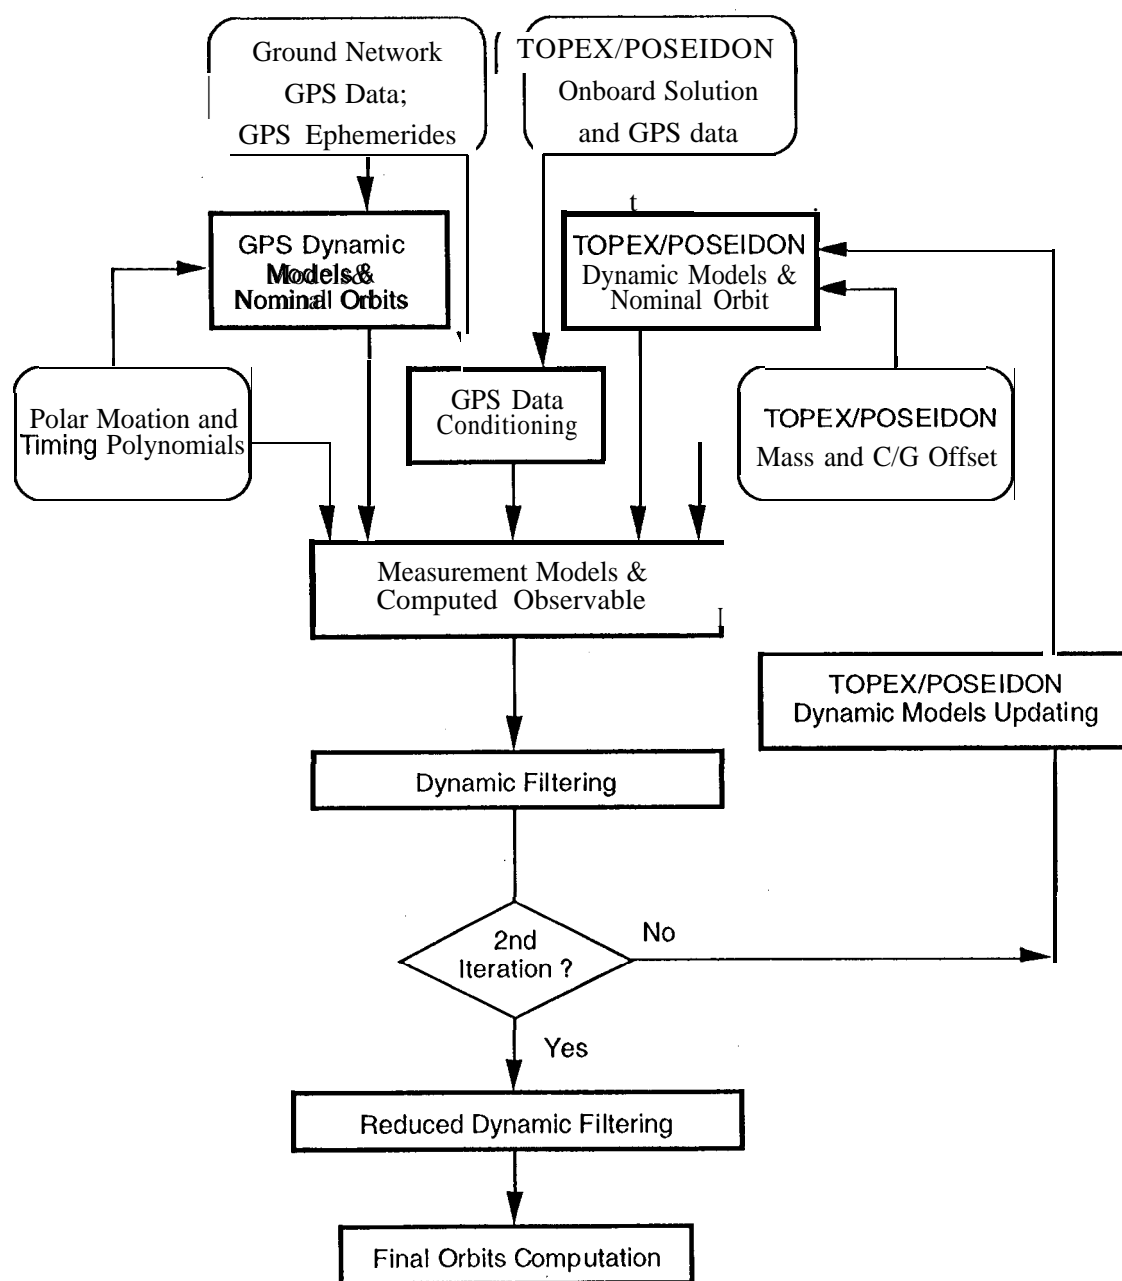 Ground Network
GPS Data;
GPS Ephemerides
TOPEX/POSEIDON
Onboard Solution
and GPS data
t
GPS Dynamic
Models &
Nominal Orbits
TOPEX/POSEIDON
Dynamic Models &
Nominal Orbit
Polar Moation and
Timing Polynomials
GPS Data
Conditioning
TOPEX/POSEIDON
Mass and C/G Offset
Measurement Models &
Computed Observable
TOPEX/POSEIDON
Dynamic Models Updating
Dynamic Filtering
2nd
Iteration ?
No
Yes
Reduced Dynamic Filtering
Final Orbits Computation